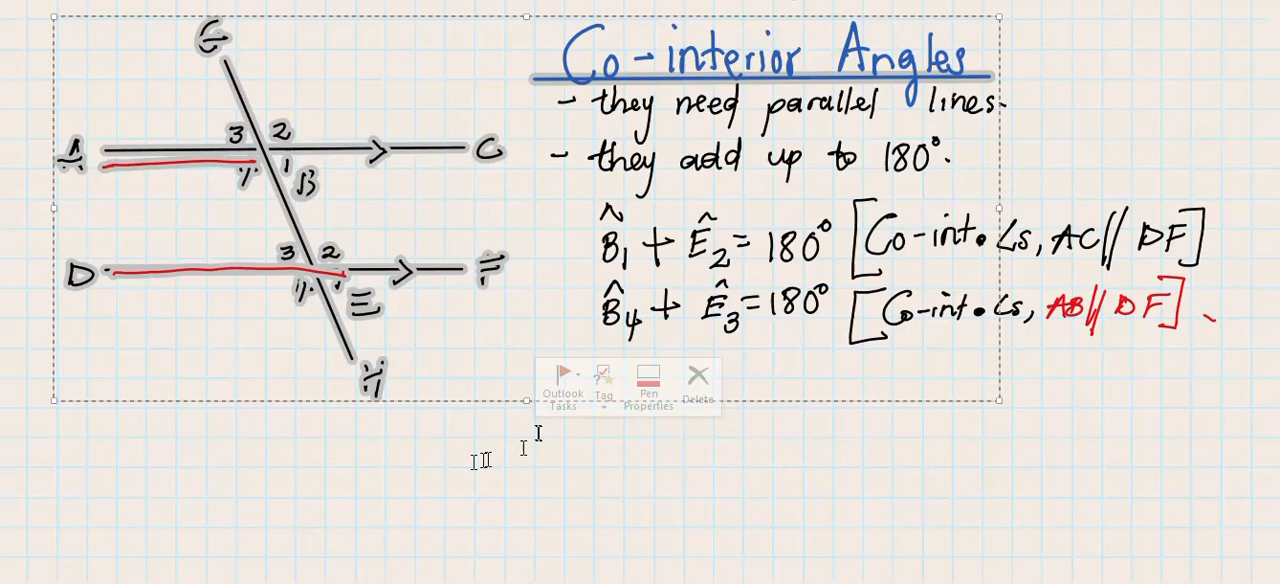 G
Co-interior Angles
- they need parallel lines.
A 3 2 C
4 1 B
- they add up to 180°.
B̂₁ + Ê₂ = 180° [Co-int. ∠s, AC // DF]
D 3 2 F
4 1 E
B̂₄ + Ê₃ = 180° [Co-int. ∠s, AB // DF]
H
Outlook Tasks
Tag
Pen Properties
Delete